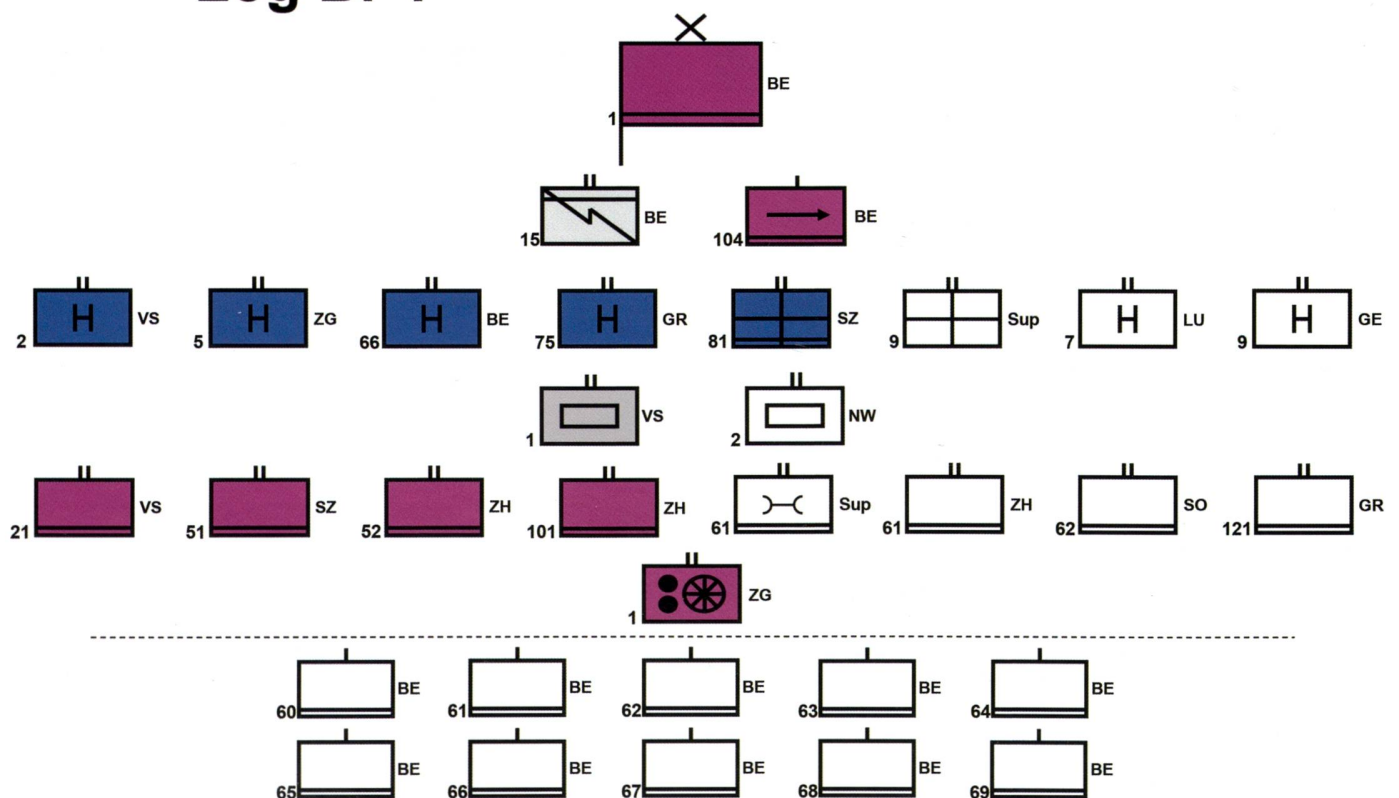 Log Br 1
1 BE
15 BE 104 BE
2 H VS 5 H ZG 66 H BE 75 H GR 81 SZ 9 Sup 7 H LU 9 H GE
1 VS 2 NW
21 VS 51 SZ 52 ZH 101 ZH 61 Sup 61 ZH 62 SO 121 GR
1 ZG
60 BE 61 BE 62 BE 63 BE 64 BE
65 BE 66 BE 67 BE 68 BE 69 BE